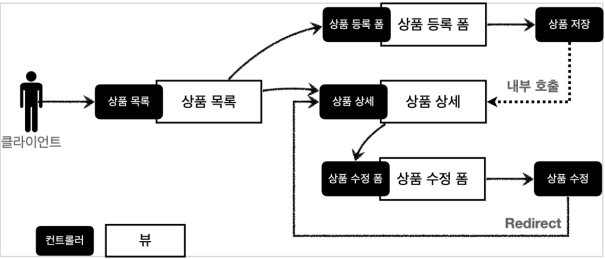 상품 등록 폼
상품 등록 폼
상품 저장
내부 호출
상품 목록
상품 목록
상품 상세
상품 상세
클라이언트
상품 수정 폼
상품 수정 폼
상품 수정
Redirect
컨트롤러
뷰